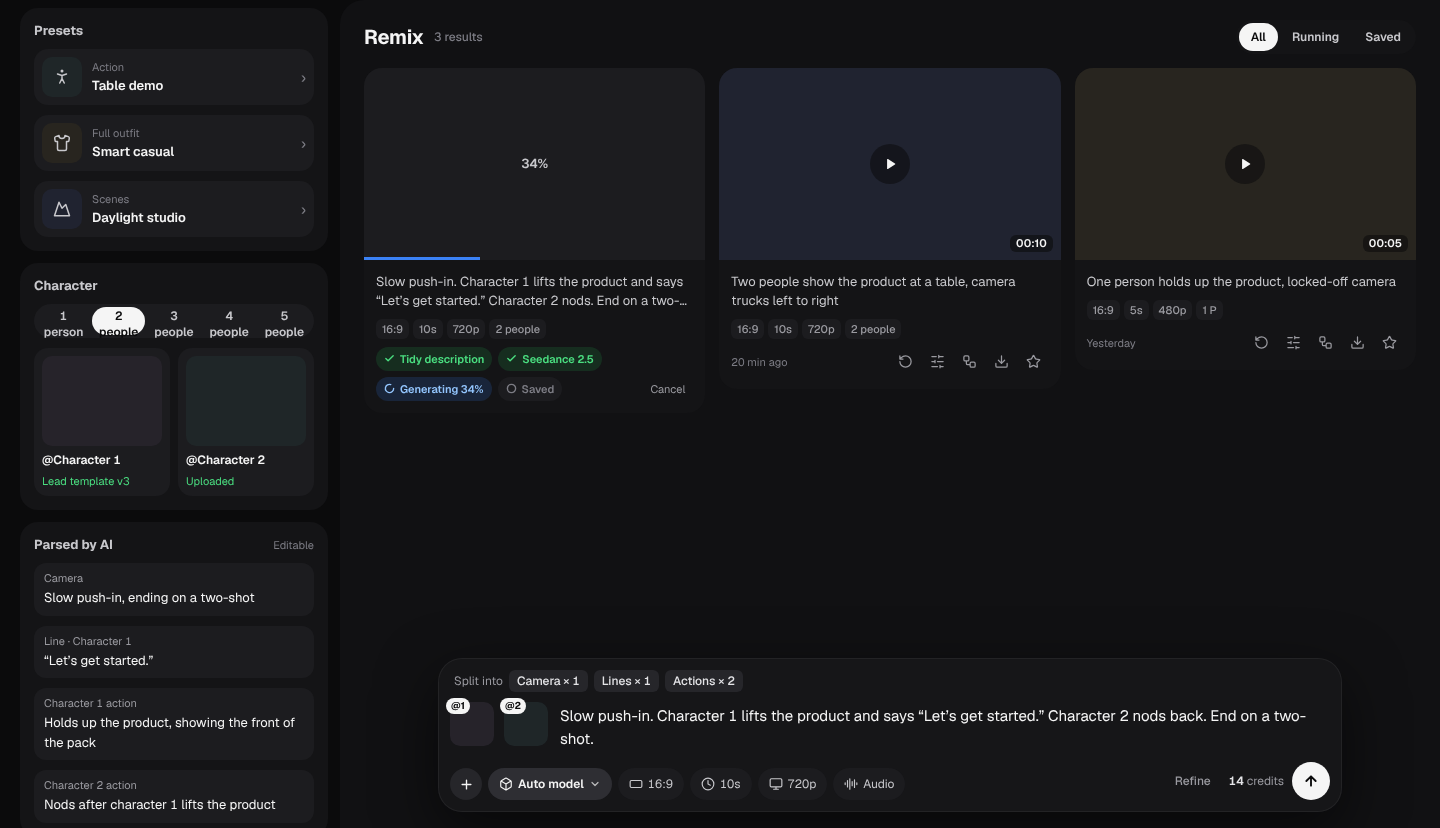 Presets
Action
Table demo
Full outfit
Smart casual
Scenes
Daylight studio
Character
1 person
2 people
3 people
4 people
5 people
@Character 1
Lead template v3
@Character 2
Uploaded
Parsed by AI
Editable
Camera
Slow push-in, ending on a two-shot
Line · Character 1
“Let’s get started.”
Character 1 action
Holds up the product, showing the front of
the pack
Character 2 action
Nods after character 1 lifts the product
Remix
3 results
All
Running
Saved
34%
Slow push-in. Character 1 lifts the product and says
“Let’s get started.” Character 2 nods. End on a two-…
16:9
10s
720p
2 people
Tidy description
Seedance 2.5
Generating 34%
Saved
Cancel
00:10
Two people show the product at a table, camera
trucks left to right
16:9
10s
720p
2 people
20 min ago
00:05
One person holds up the product, locked-off camera
16:9
5s
480p
1 P
Yesterday
Split into
Camera × 1
Lines × 1
Actions × 2
@1
@2
Slow push-in. Character 1 lifts the product and says “Let’s get started.” Character 2 nods back. End on a two-
shot.
Auto model
16:9
10s
720p
Audio
Refine
14 credits